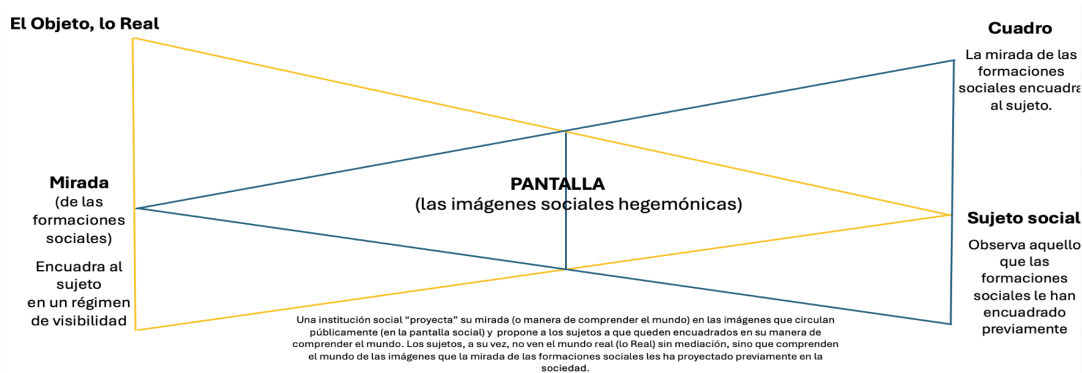 El Objeto, lo Real
Mirada
(de las
formaciones
sociales)
Encuadra al
sujeto
en un régimen
de visibilidad
PANTALLA
(las imágenes sociales hegemónicas)
Una institución social “proyecta” su mirada (o manera de comprender el mundo) en las imágenes que circulan
públicamente (en la pantalla social) y propone a los sujetos a que queden encuadrados en su manera de
comprender el mundo. Los sujetos, a su vez, no ven el mundo real (lo Real) sin mediación, sino que comprenden
el mundo de las imágenes que la mirada de las formaciones sociales les ha proyectado previamente en la
sociedad.
Cuadro
La mirada de las
formaciones
sociales encuadra
al sujeto.
Sujeto social
Observa aquello
que las
formaciones
sociales le han
encuadrado
previamente